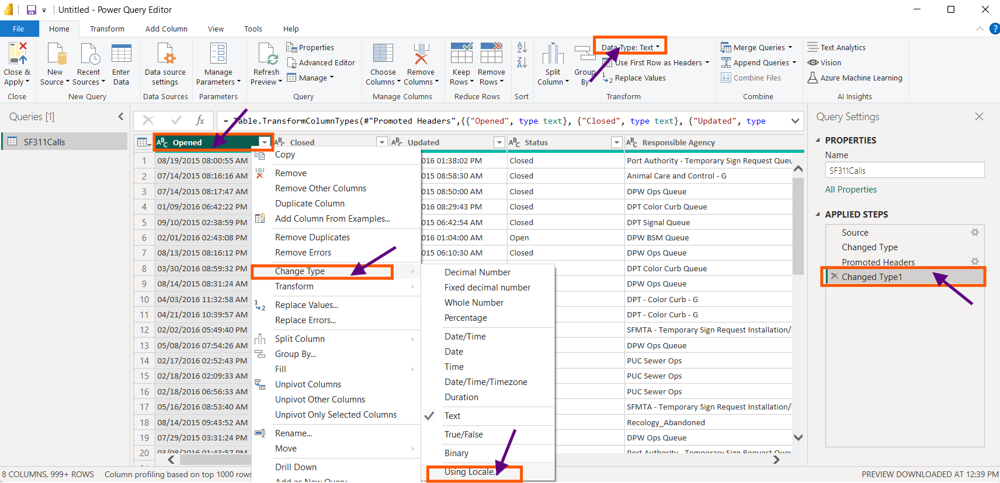 Untitled - Power Query Editor
File Home Transform Add Column View Tools Help
Close & Apply
New Source
Recent Sources
Enter Data
Data source settings
Manage Parameters
Refresh Preview
Properties
Advanced Editor
Manage
Choose Columns
Remove Columns
Keep Rows
Remove Rows
Split Column
Group By
Data Type: Text
Use First Row as Headers
Replace Values
Merge Queries
Append Queries
Combine Files
Text Analytics
Vision
Azure Machine Learning
Close New Query Data Sources Parameters Query Manage Columns Reduce Rows Sort Transform Combine AI Insights
Queries [1]
SF311Calls
fx = Table.TransformColumnTypes(#"Promoted Headers",{{"Opened", type text}, {"Closed", type text}, {"Updated", type
ABC Opened ABC Closed ABC Updated ABC Status ABC Responsible Agency
1 08/19/2015 08:00:55 AM 016 01:38:02 PM Closed Port Authority - Temporary Sign Request Queu
2 07/14/2015 08:16:16 AM 015 08:58:30 AM Closed Animal Care and Control - G
3 07/14/2015 08:17:47 AM 015 08:50:00 AM Closed DPW Ops Queue
4 01/09/2016 06:42:22 PM 016 08:29:43 PM Closed DPT Color Curb Queue
5 09/10/2015 02:38:59 PM 015 06:42:54 AM Closed DPT Signal Queue
6 02/01/2016 02:43:08 PM 016 01:04:00 AM Open DPW BSM Queue
7 08/13/2015 08:16:12 PM 015 06:10:30 AM Closed DPW Ops Queue
8 03/30/2016 08:59:32 PM DPT Color Curb Queue
9 08/14/2015 08:31:24 AM DPW Ops Queue
10 04/03/2016 11:32:58 AM DPT - Color Curb - G
11 04/21/2016 10:39:57 AM DPT - Color Curb - G
12 02/02/2016 05:49:40 PM SFMTA - Temporary Sign Request Installation/
13 05/08/2016 07:54:26 AM DPW Ops Queue
14 02/17/2016 02:52:43 PM PUC Sewer Ops
15 02/18/2016 02:09:33 AM PUC Sewer Ops
16 02/18/2016 06:56:33 AM PUC Sewer Ops
17 05/16/2016 08:53:40 AM SFMTA - Temporary Sign Request Installation/
18 08/14/2015 09:43:52 AM Recology_Abandoned
19 07/29/2015 03:31:24 PM DPW Ops Queue
20 03/08/2016 01:43:57 PM Port Authority - Temporary Sign Request Queu
Copy
Remove
Remove Other Columns
Duplicate Column
Add Column From Examples...
Remove Duplicates
Remove Errors
Change Type
Transform
Replace Values...
Replace Errors...
Split Column
Group By...
Fill
Unpivot Columns
Unpivot Other Columns
Unpivot Only Selected Columns
Rename...
Move
Drill Down
Add as New Query
Decimal Number
Fixed decimal number
Whole Number
Percentage
Date/Time
Date
Time
Date/Time/Timezone
Duration
Text
True/False
Binary
Using Locale...
Query Settings
PROPERTIES
Name
SF311Calls
All Properties
APPLIED STEPS
Source
Changed Type
Promoted Headers
Changed Type1
8 COLUMNS, 999+ ROWS Column profiling based on top 1000 rows PREVIEW DOWNLOADED AT 12:39 PM